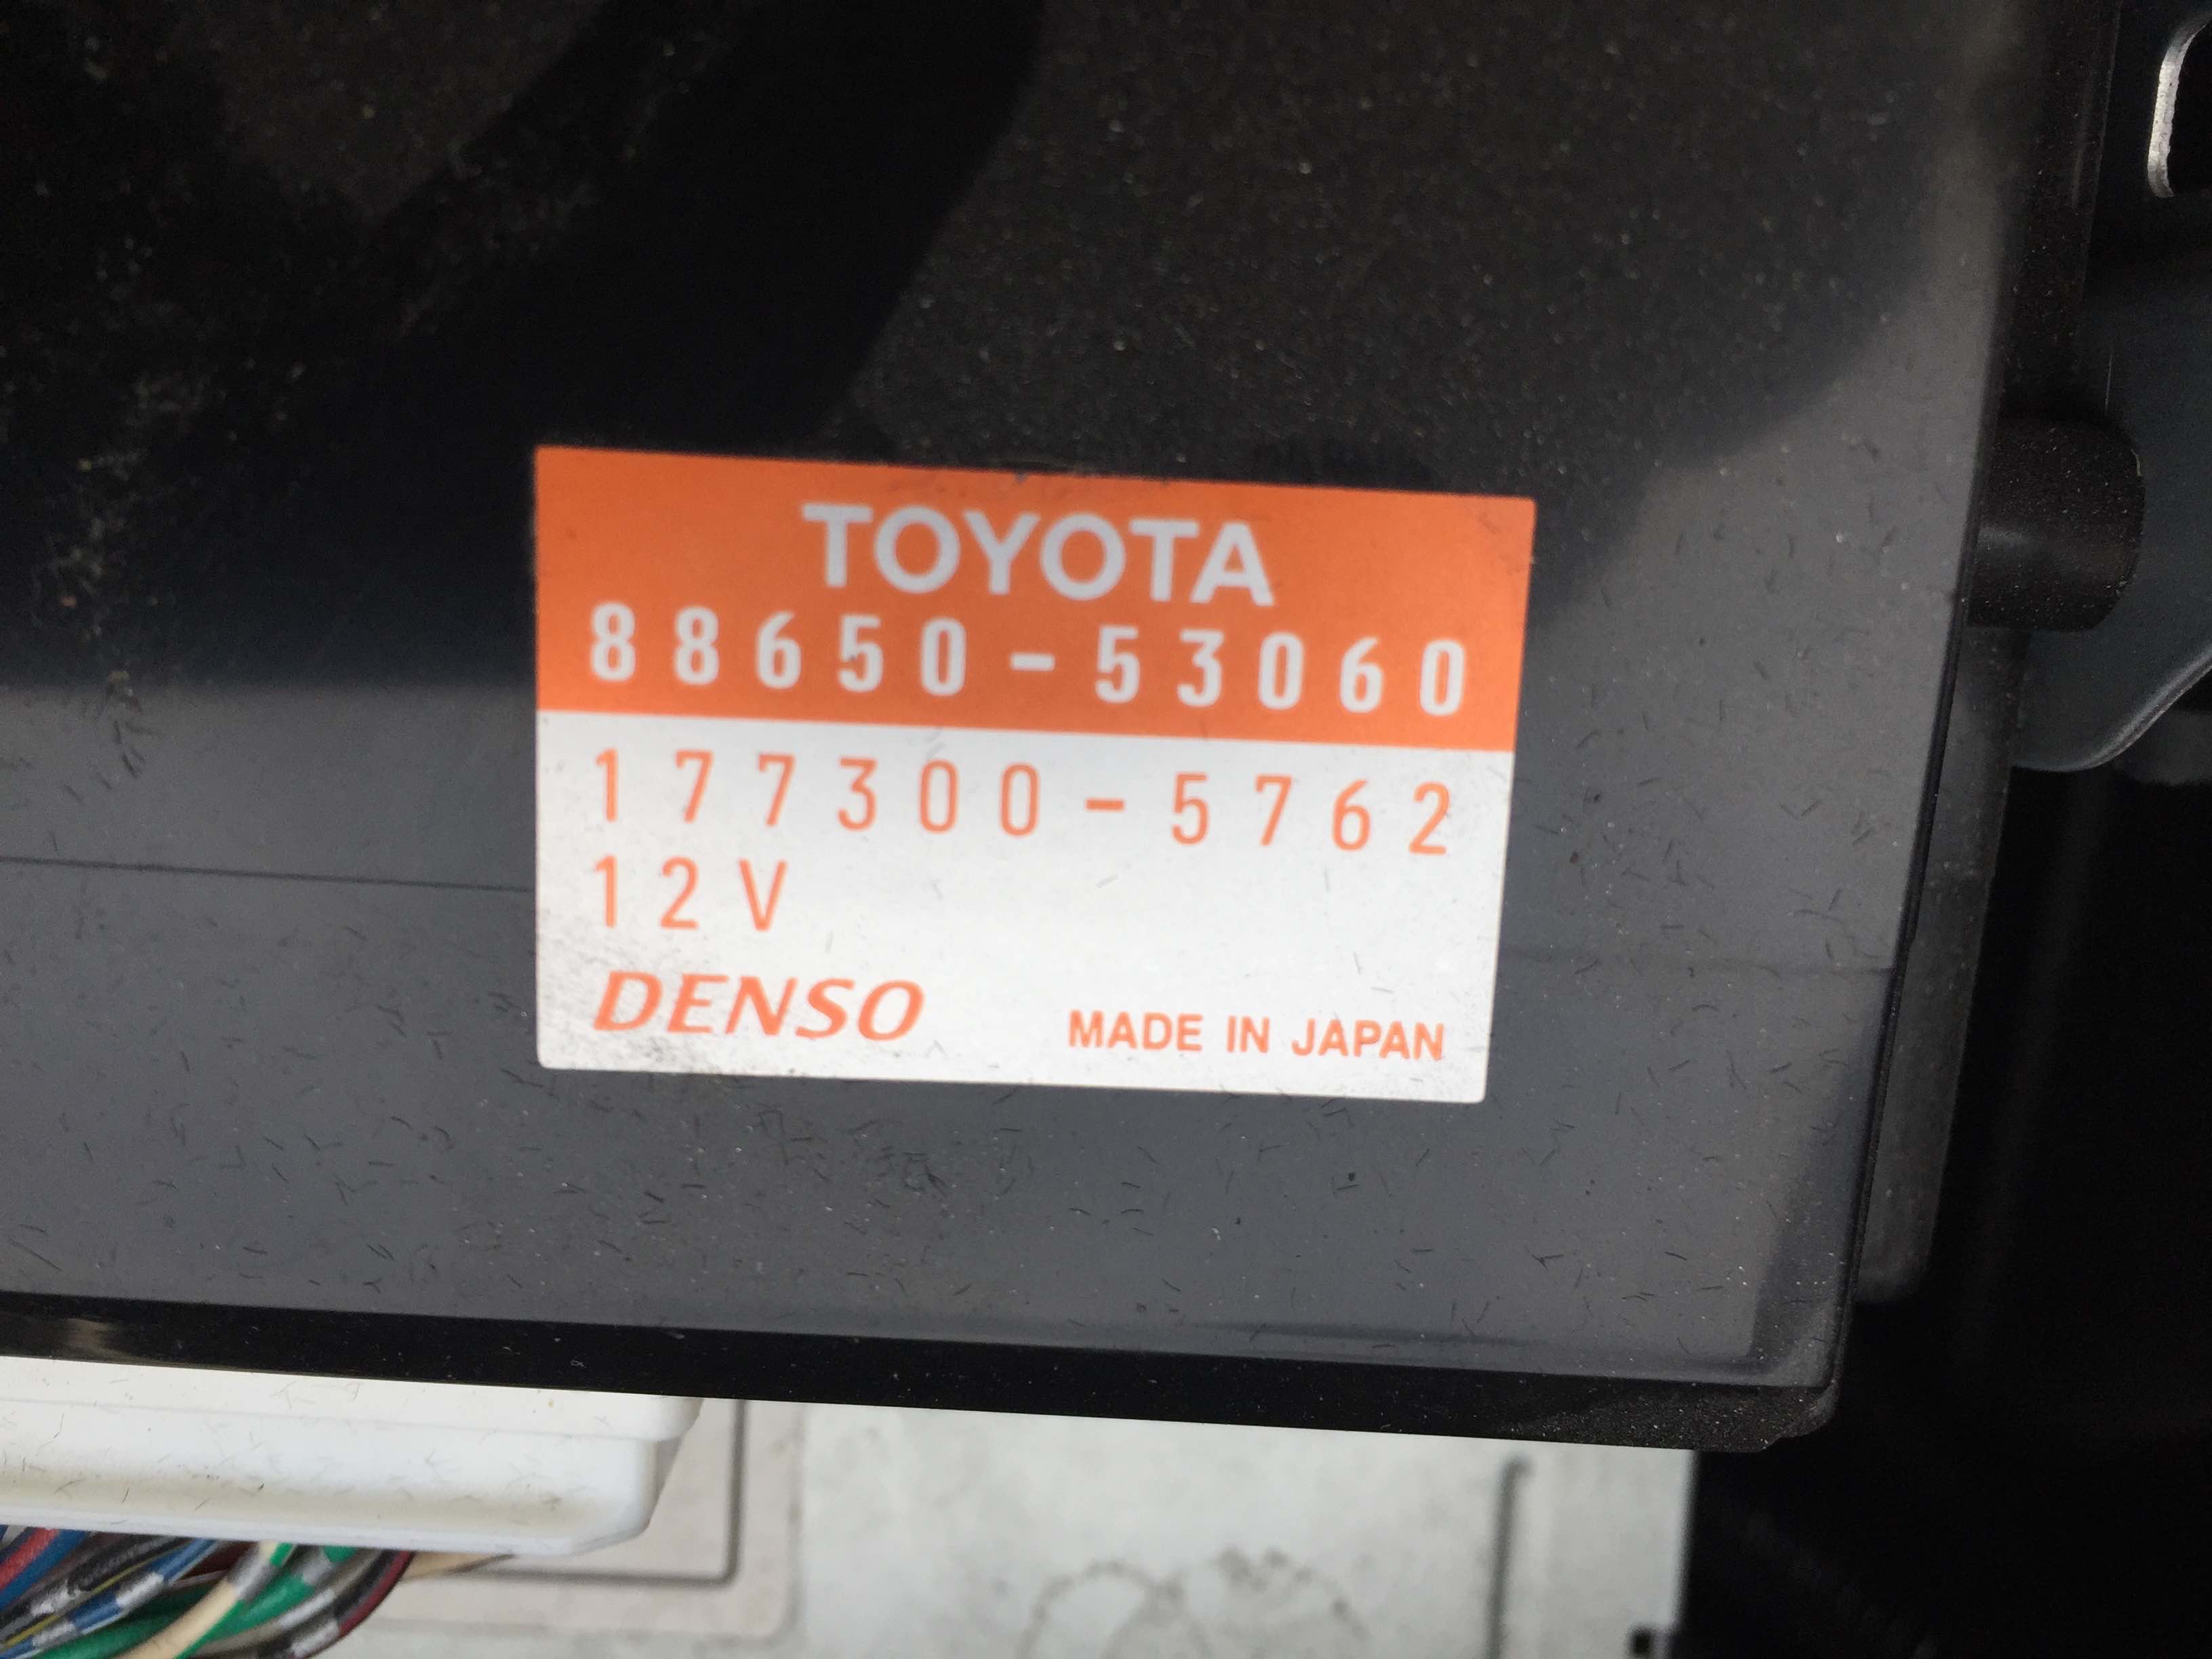 TOYOTA
88650-53060
177300-5762
12V
DENSO MADE IN JAPAN